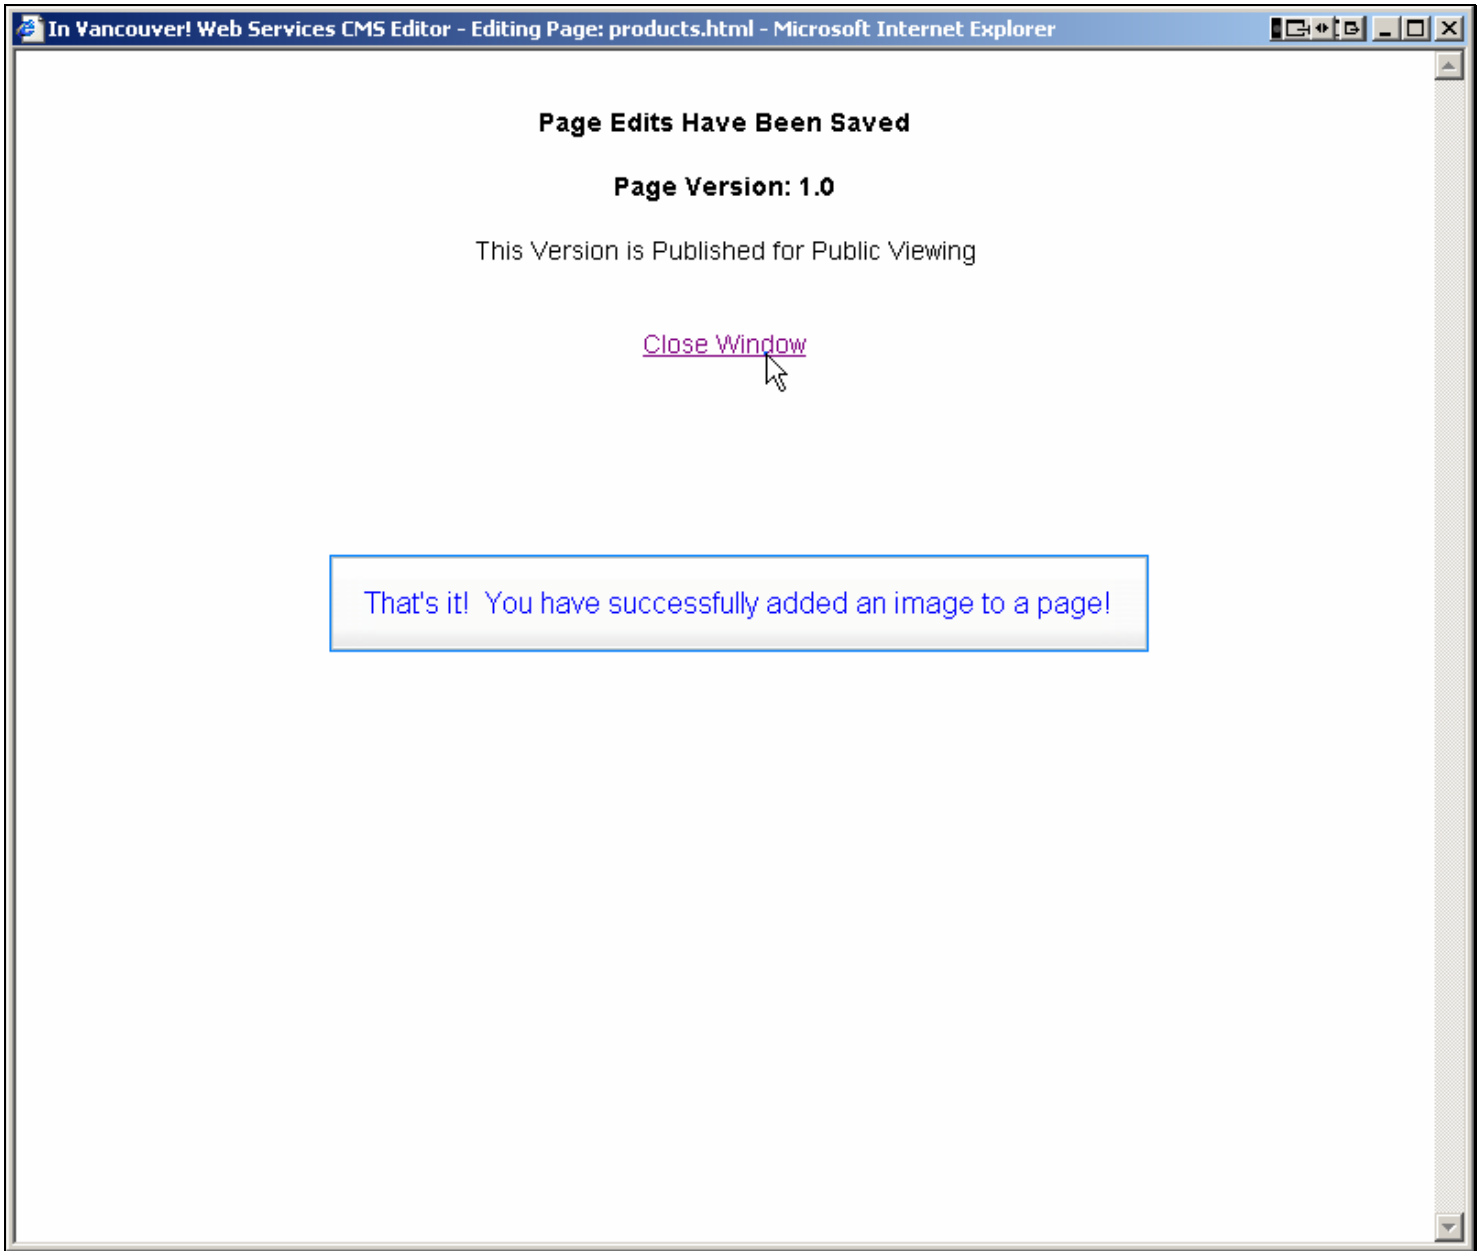 In Vancouver! Web Services CMS Editor - Editing Page: products.html - Microsoft Internet Explorer
Page Edits Have Been Saved
Page Version: 1.0
This Version is Published for Public Viewing
Close Window
That's it!  You have successfully added an image to a page!